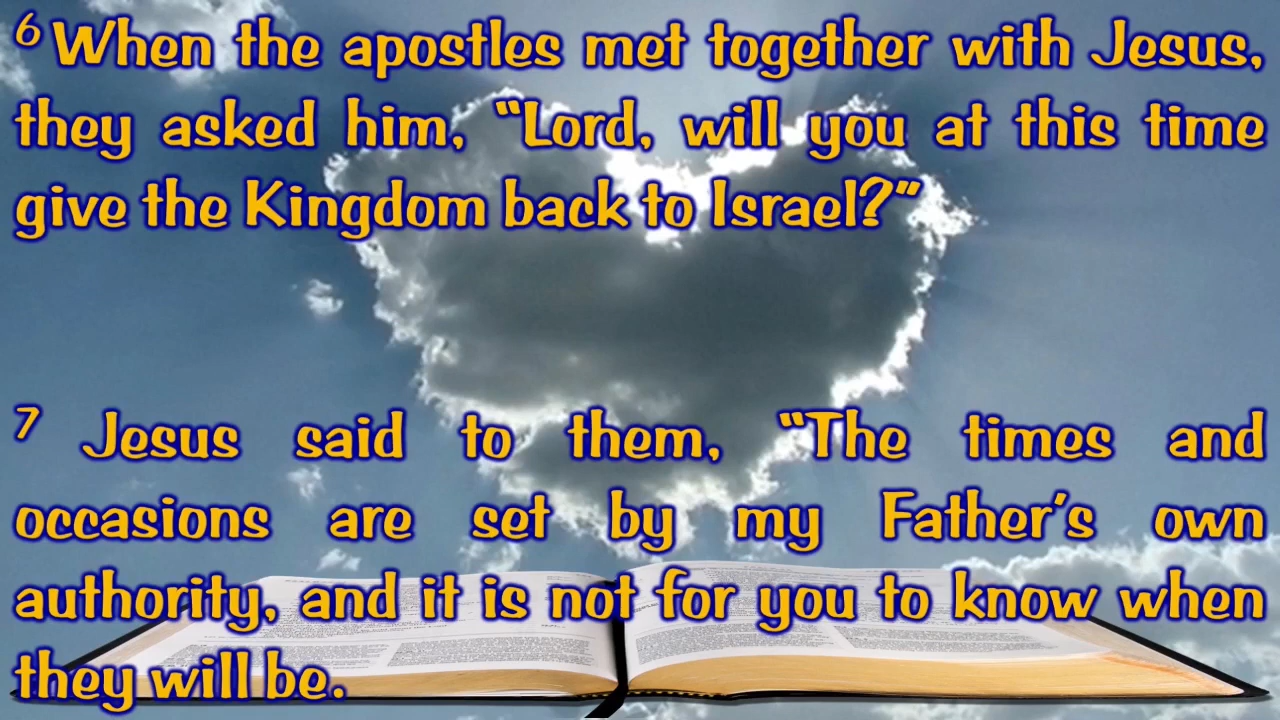 6 When the apostles met together with Jesus,
they asked him, “Lord, will you at this time
give the Kingdom back to Israel?”
7 Jesus said to them, “The times and
occasions are set by my Father’s own
authority, and it is not for you to know when
they will be.